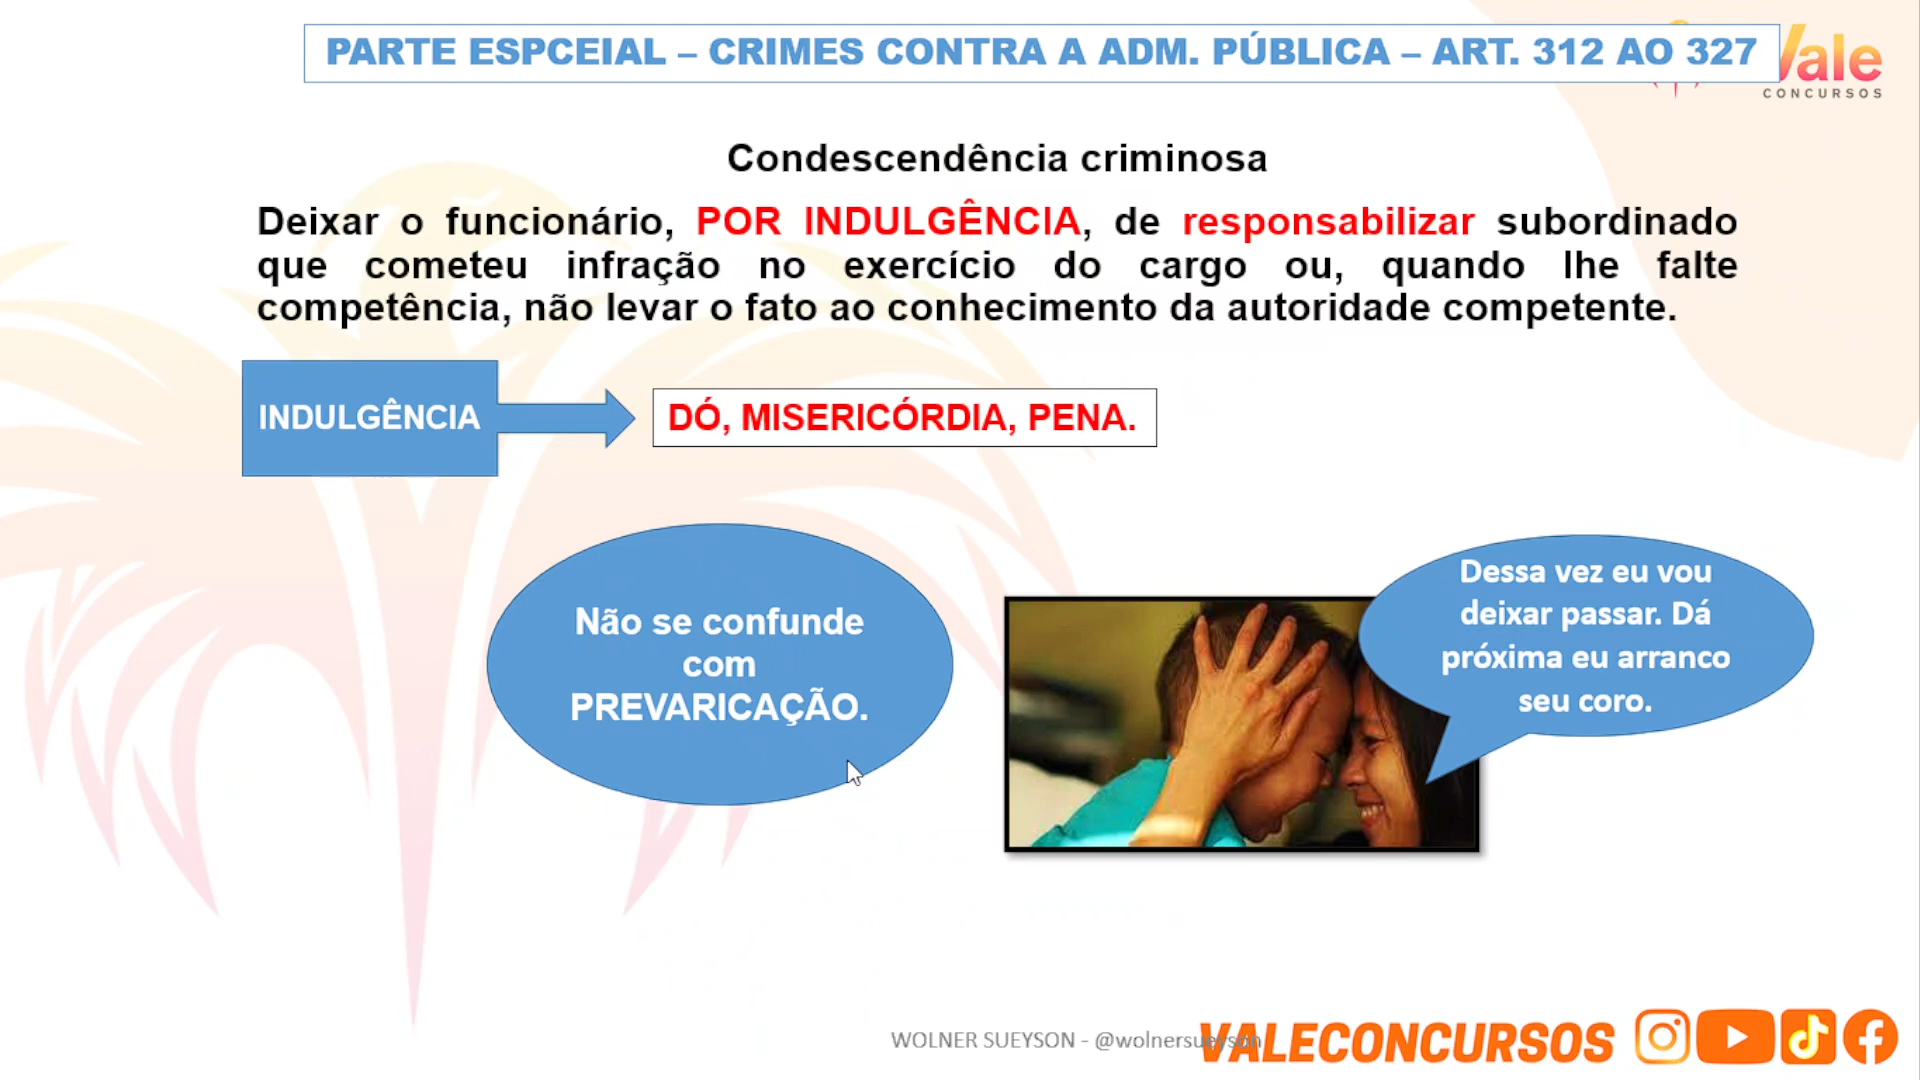 PARTE ESPCEIAL – CRIMES CONTRA A ADM. PÚBLICA – ART. 312 AO 327
Vale
CONCURSOS
Condescendência criminosa
Deixar o funcionário, POR INDULGÊNCIA, de responsabilizar subordinado
que cometeu infração no exercício do cargo ou, quando lhe falte
competência, não levar o fato ao conhecimento da autoridade competente.
INDULGÊNCIA
DÓ, MISERICÓRDIA, PENA.
Não se confunde
com
PREVARICAÇÃO.
Dessa vez eu vou
deixar passar. Dá
próxima eu arranco
seu coro.
WOLNER SUEYSON - @wolnersueyson
VALECONCURSOS